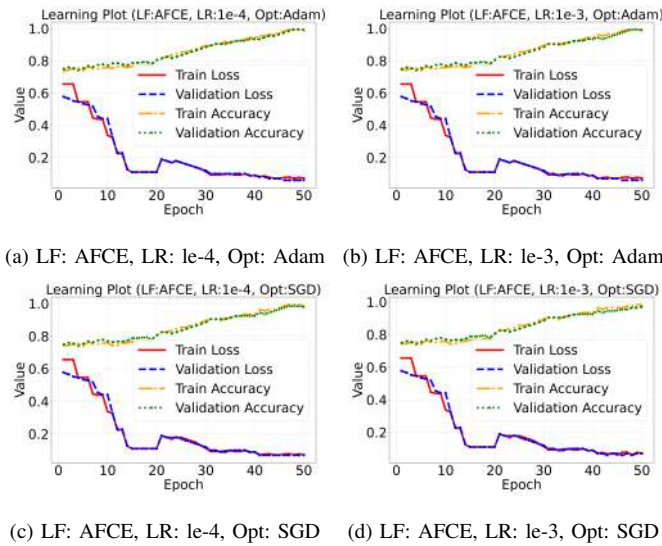 Learning Plot (LF:AFCE, LR:1e-4, Opt:Adam)
1.0
0.8
0.6
0.4
0.2
Value
Train Loss
Validation Loss
Train Accuracy
Validation Accuracy
0 10 20 30 40 50
Epoch
Learning Plot (LF:AFCE, LR:1e-3, Opt:Adam)
1.0
0.8
0.6
0.4
0.2
Value
Train Loss
Validation Loss
Train Accuracy
Validation Accuracy
0 10 20 30 40 50
Epoch
(a) LF: AFCE, LR: le-4, Opt: Adam (b) LF: AFCE, LR: le-3, Opt: Adam
Learning Plot (LF:AFCE, LR:1e-4, Opt:SGD)
1.0
0.8
0.6
0.4
0.2
Value
Train Loss
Validation Loss
Train Accuracy
Validation Accuracy
0 10 20 30 40 50
Epoch
Learning Plot (LF:AFCE, LR:1e-3, Opt:SGD)
1.0
0.8
0.6
0.4
0.2
Value
Train Loss
Validation Loss
Train Accuracy
Validation Accuracy
0 10 20 30 40 50
Epoch
(c) LF: AFCE, LR: le-4, Opt: SGD (d) LF: AFCE, LR: le-3, Opt: SGD